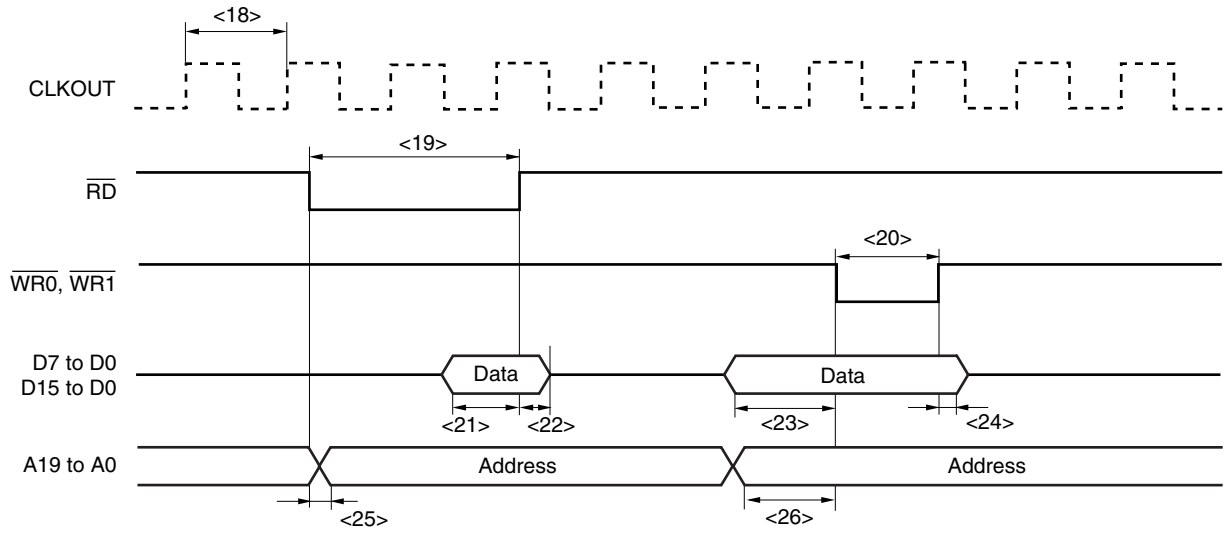 <18>
CLKOUT
<19>
RD
<20>
WR0, WR1
D7 to D0
D15 to D0
Data
Data
<21>
<22>
<23>
<24>
A19 to A0
Address
Address
<25>
<26>